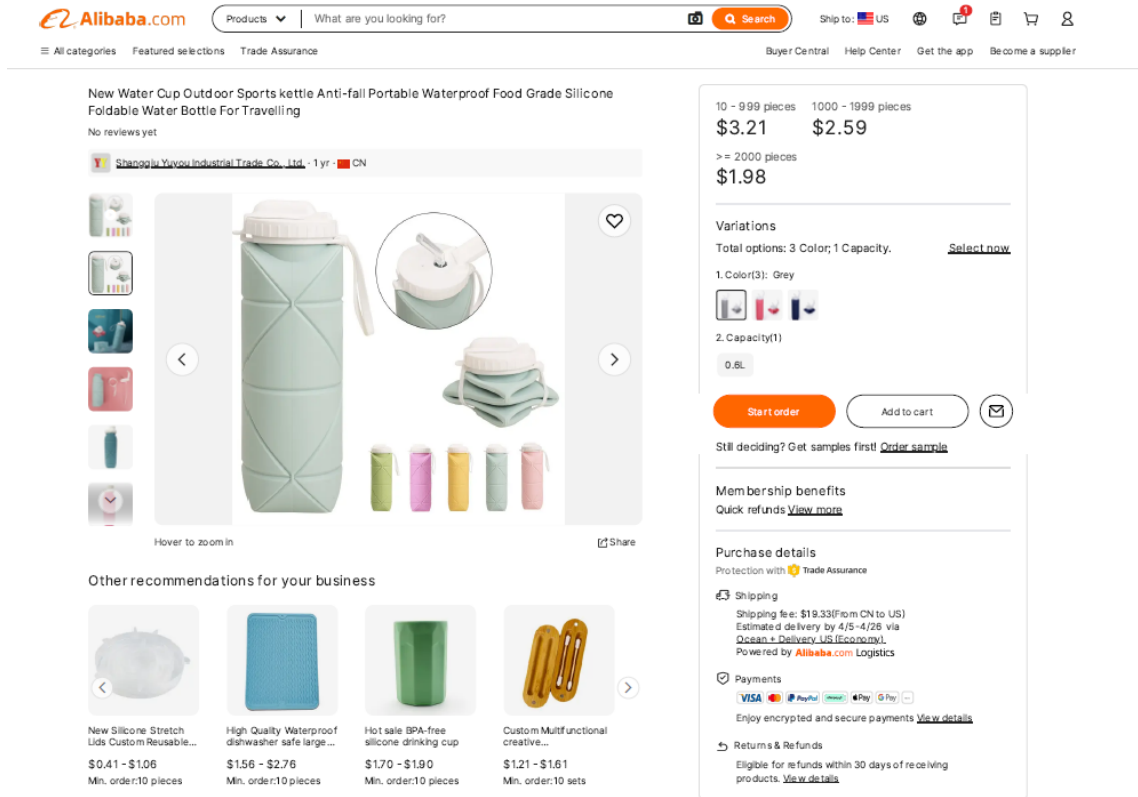 Alibaba.com
Products
What are you looking for?
Search
Ship to:
US
1
All categories
Featured selections
Trade Assurance
Buyer Central
Help Center
Get the app
Become a supplier
New Water Cup Outdoor Sports kettle Anti-fall Portable Waterproof Food Grade Silicone
Foldable Water Bottle For Travelling
No reviews yet
YY Shangqiu Yuyou Industrial Trade Co., Ltd. · 1 yr · CN
Hover to zoom in
Share
Other recommendations for your business
New Silicone Stretch
Lids Custom Reusable...
$0.41 - $1.06
Min. order:10 pieces
High Quality Waterproof
dishwasher safe large...
$1.56 - $2.76
Min. order:10 pieces
Hot sale BPA-free
silicone drinking cup
$1.70 - $1.90
Min. order:10 pieces
Custom Multifunctional
creative...
$1.21 - $1.61
Min. order:10 sets
10 - 999 pieces
$3.21
1000 - 1999 pieces
$2.59
>= 2000 pieces
$1.98
Variations
Total options: 3 Color; 1 Capacity.
Select now
1. Color(3): Grey
2. Capacity(1)
0.6L
Start order
Add to cart
Still deciding? Get samples first! Order sample
Membership benefits
Quick refunds View more
Purchase details
Protection with Trade Assurance
Shipping
Shipping fee: $19.33(From CN to US)
Estimated delivery by 4/5-4/26 via
Ocean + Delivery US (Economy)
Powered by Alibaba.com Logistics
Payments
VISA
PayPal
Pay
G Pay
Enjoy encrypted and secure payments View details
Returns & Refunds
Eligible for refunds within 30 days of receiving
products. View details